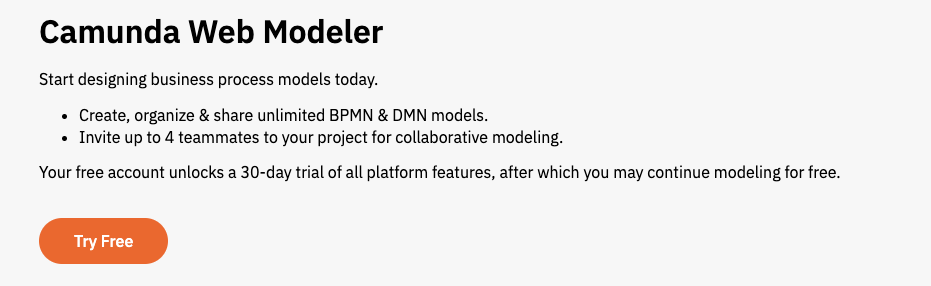 Camunda Web Modeler
Start designing business process models today.
• Create, organize & share unlimited BPMN & DMN models.
• Invite up to 4 teammates to your project for collaborative modeling.
Your free account unlocks a 30-day trial of all platform features, after which you may continue modeling for free.
Try Free